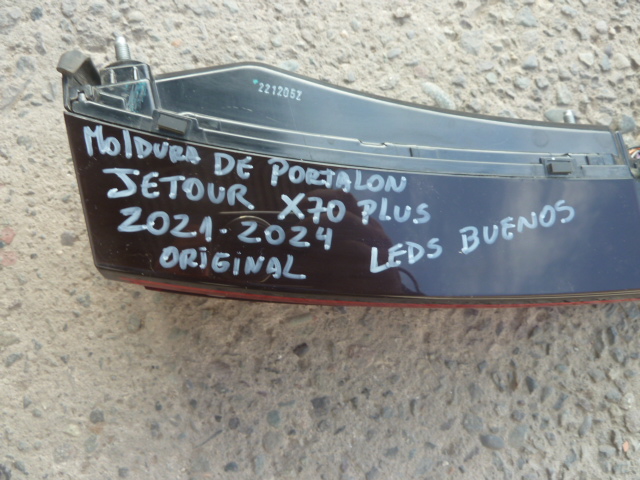 2212052
MOlDURA DE PORTALON
JETOUR X70 PLUS
2021-2024 LEDS BUENOS
ORIGINAL